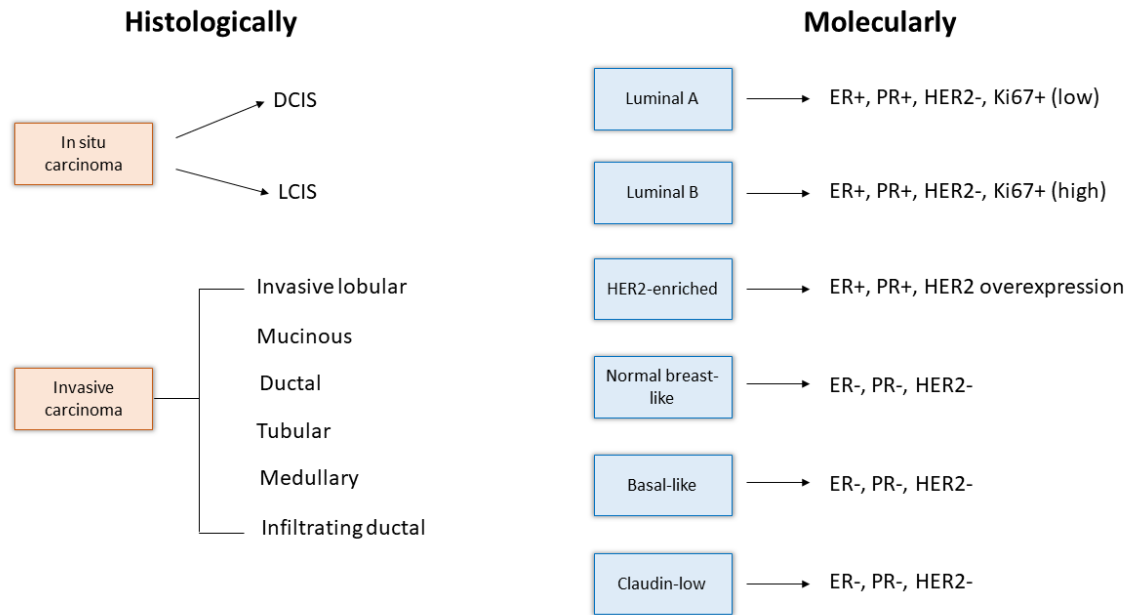 Histologically
In situ
carcinoma
DCIS
LCIS
Invasive
carcinoma
Invasive lobular
Mucinous
Ductal
Tubular
Medullary
Infiltrating ductal
Molecularly
Luminal A
ER+, PR+, HER2-, Ki67+ (low)
Luminal B
ER+, PR+, HER2-, Ki67+ (high)
HER2-enriched
ER+, PR+, HER2 overexpression
Normal breast-
like
ER-, PR-, HER2-
Basal-like
ER-, PR-, HER2-
Claudin-low
ER-, PR-, HER2-